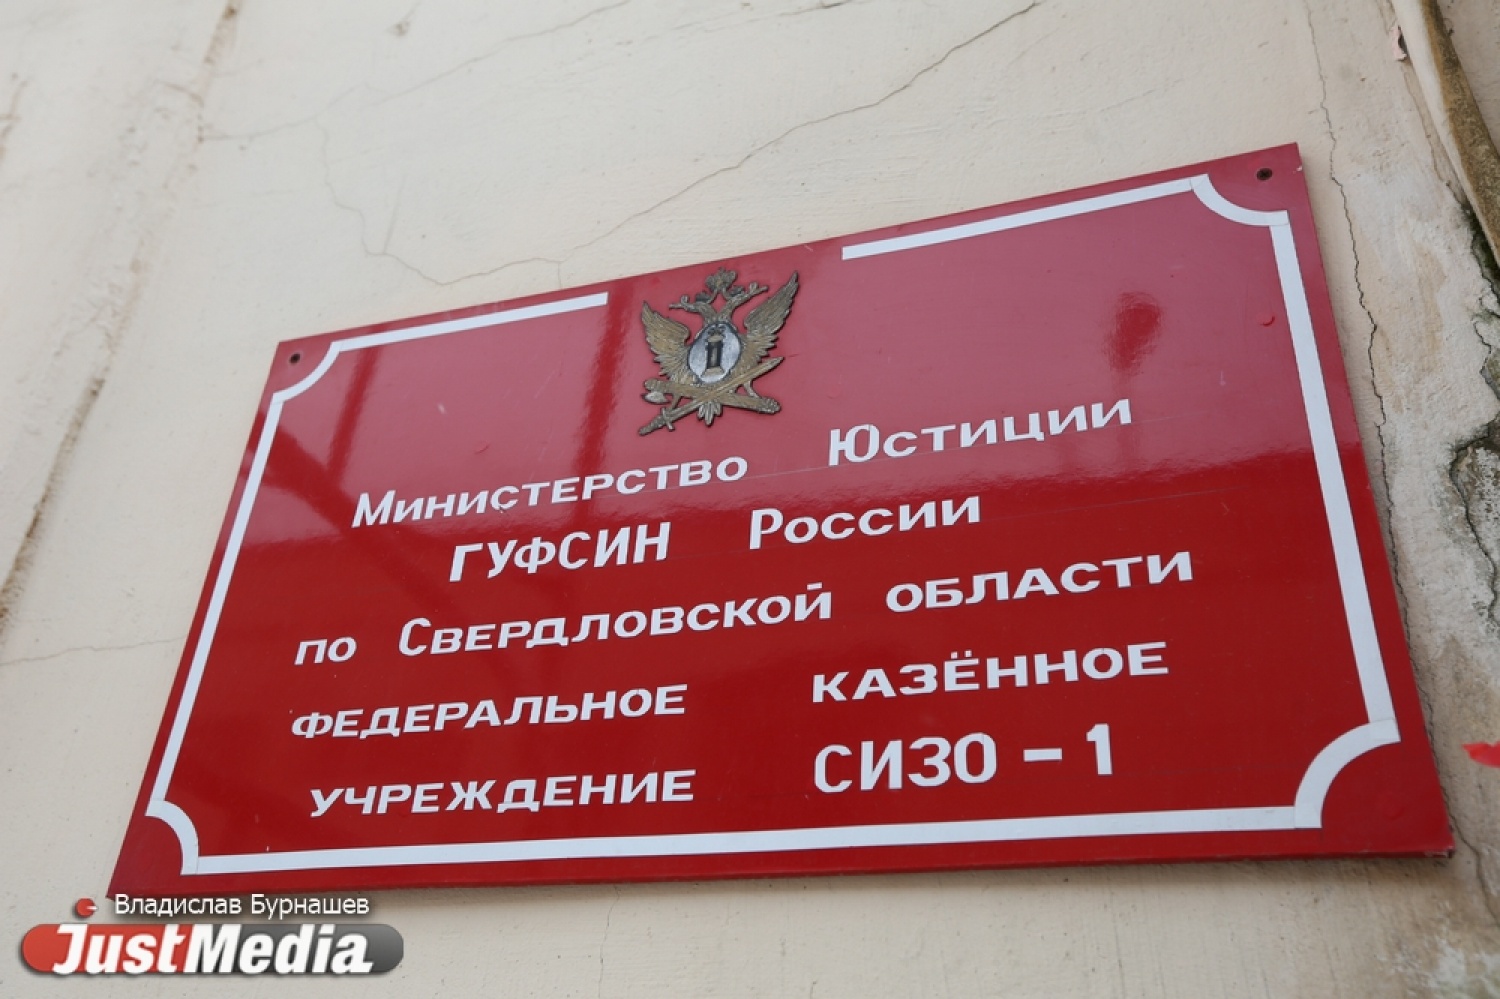 Министерство Юстиции
ГУФСИН России
по Свердловской области
федеральное казённое
учреждение СИЗО-1
Владислав Бурнашев
JustMedia